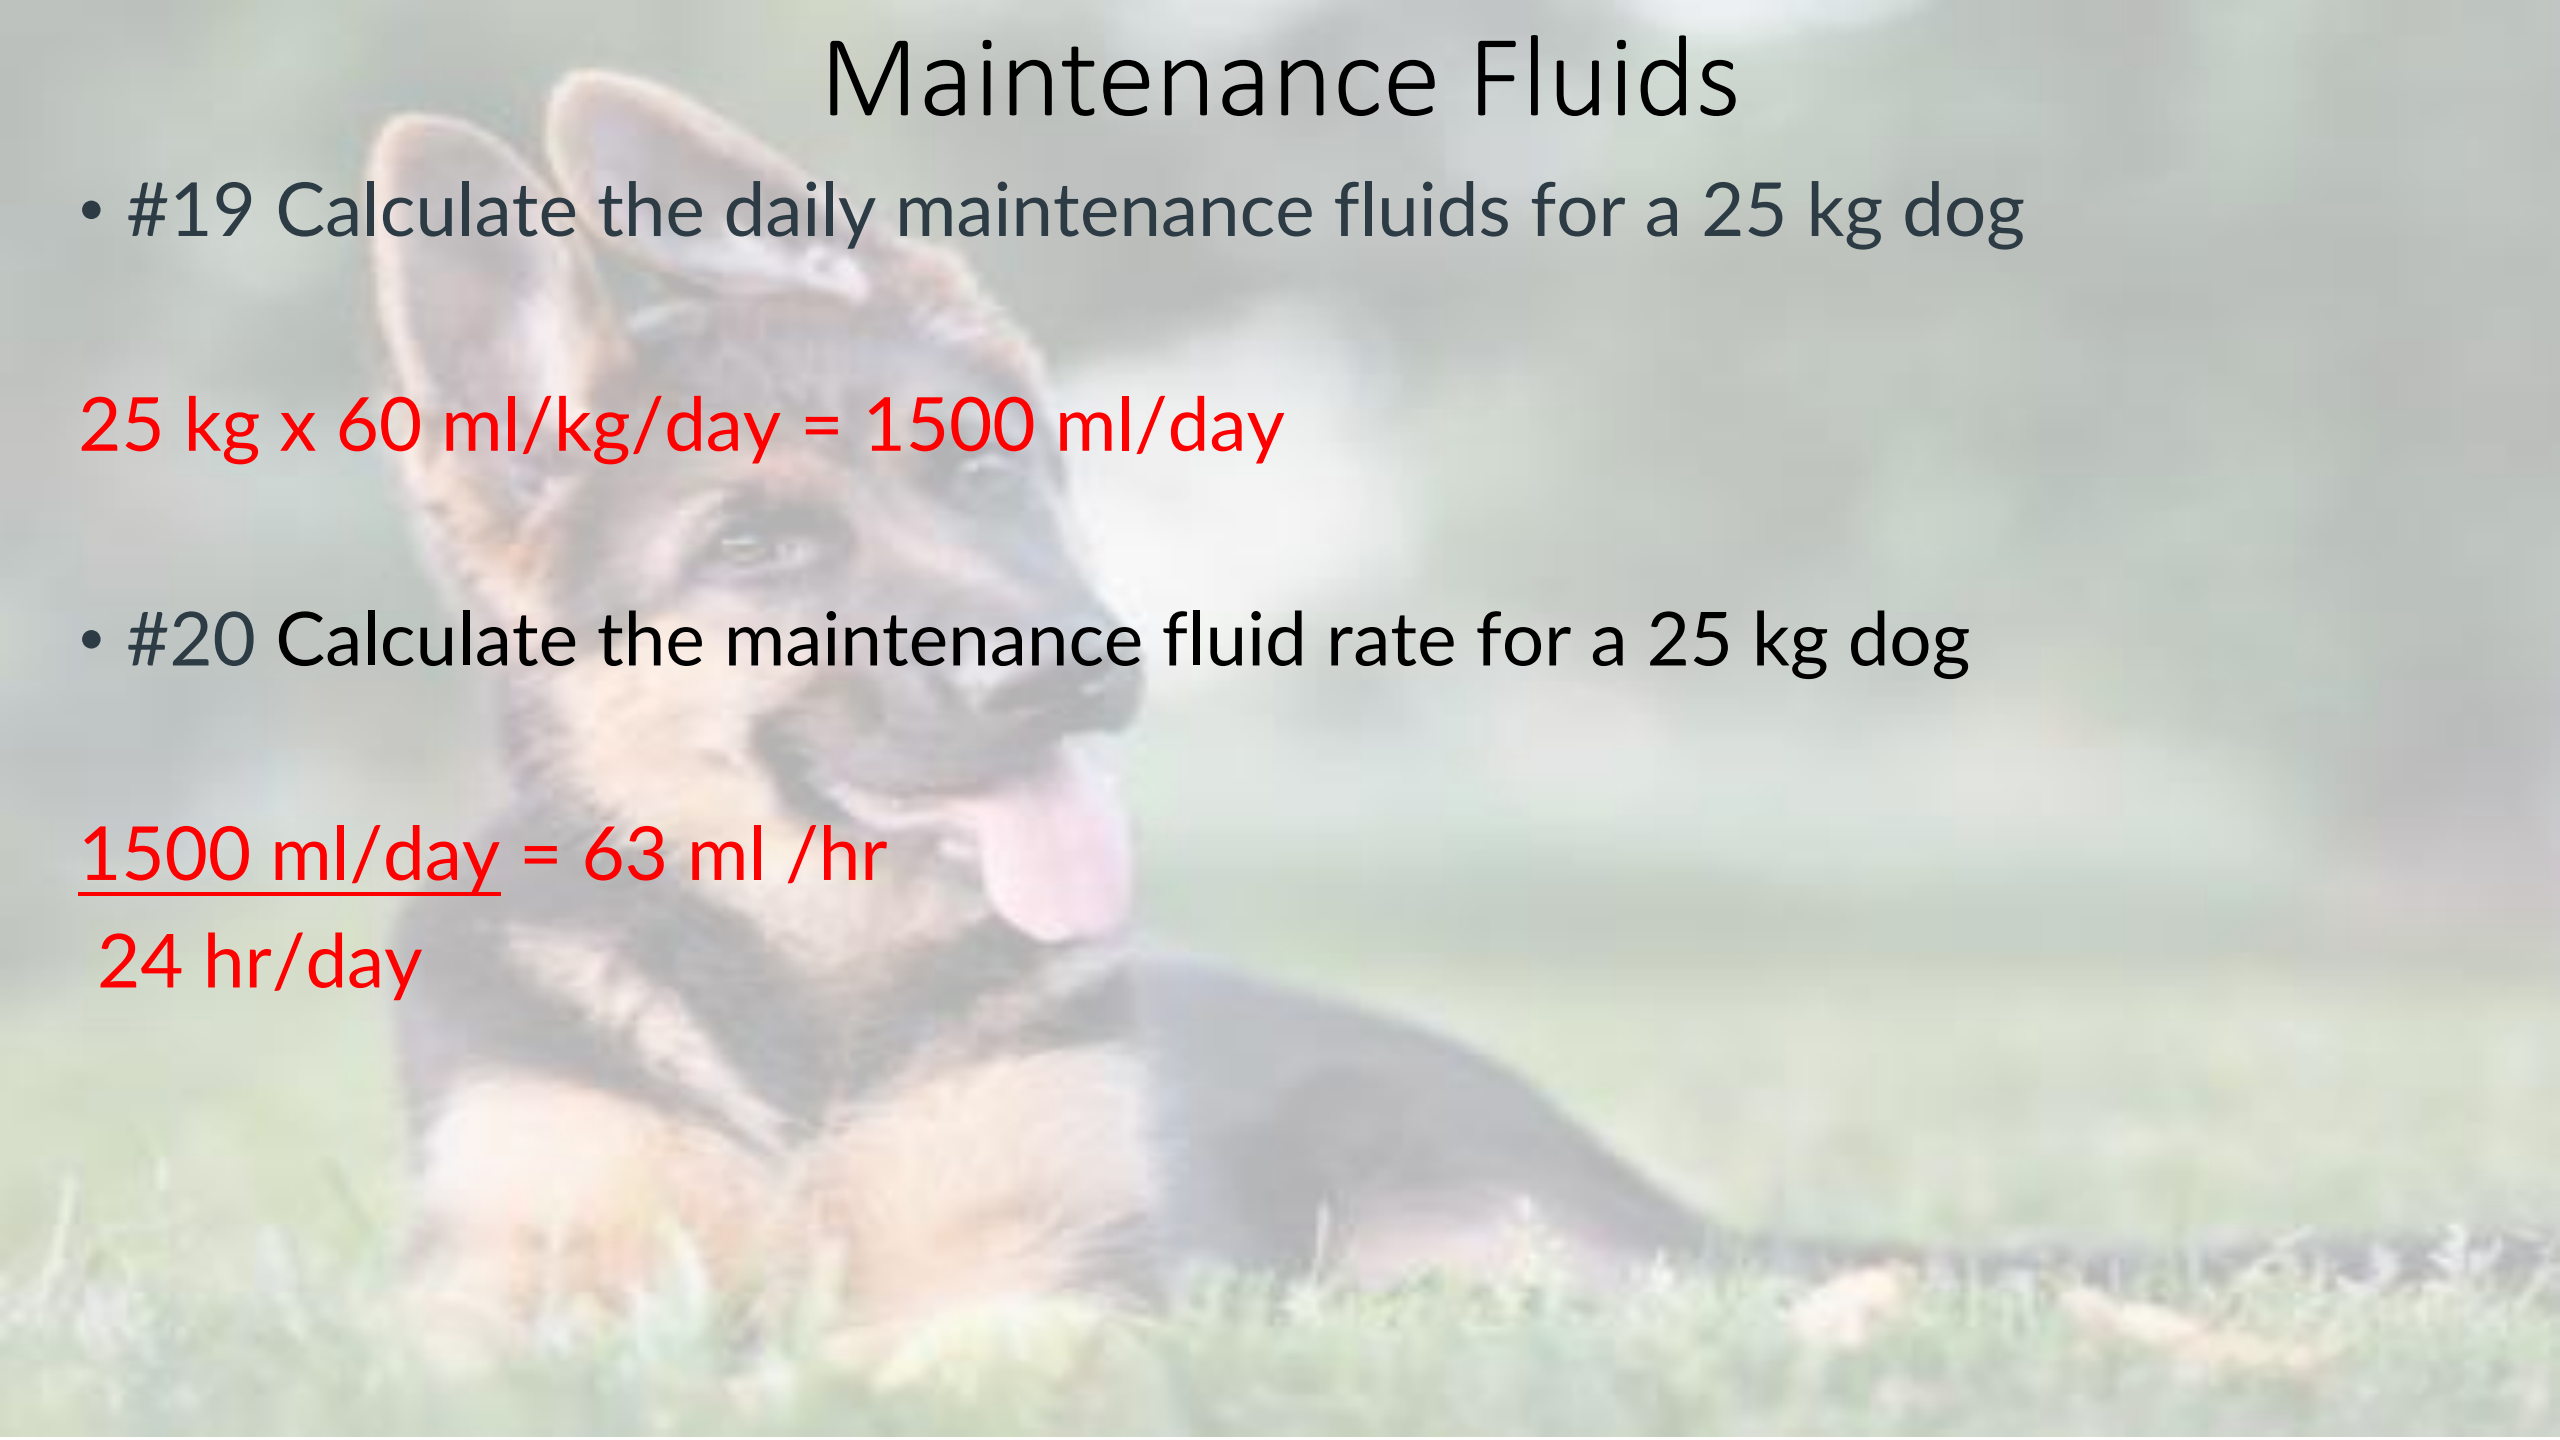 Maintenance Fluids
• #19 Calculate the daily maintenance fluids for a 25 kg dog
25 kg x 60 ml/kg/day = 1500 ml/day
• #20 Calculate the maintenance fluid rate for a 25 kg dog
1500 ml/day = 63 ml /hr
24 hr/day